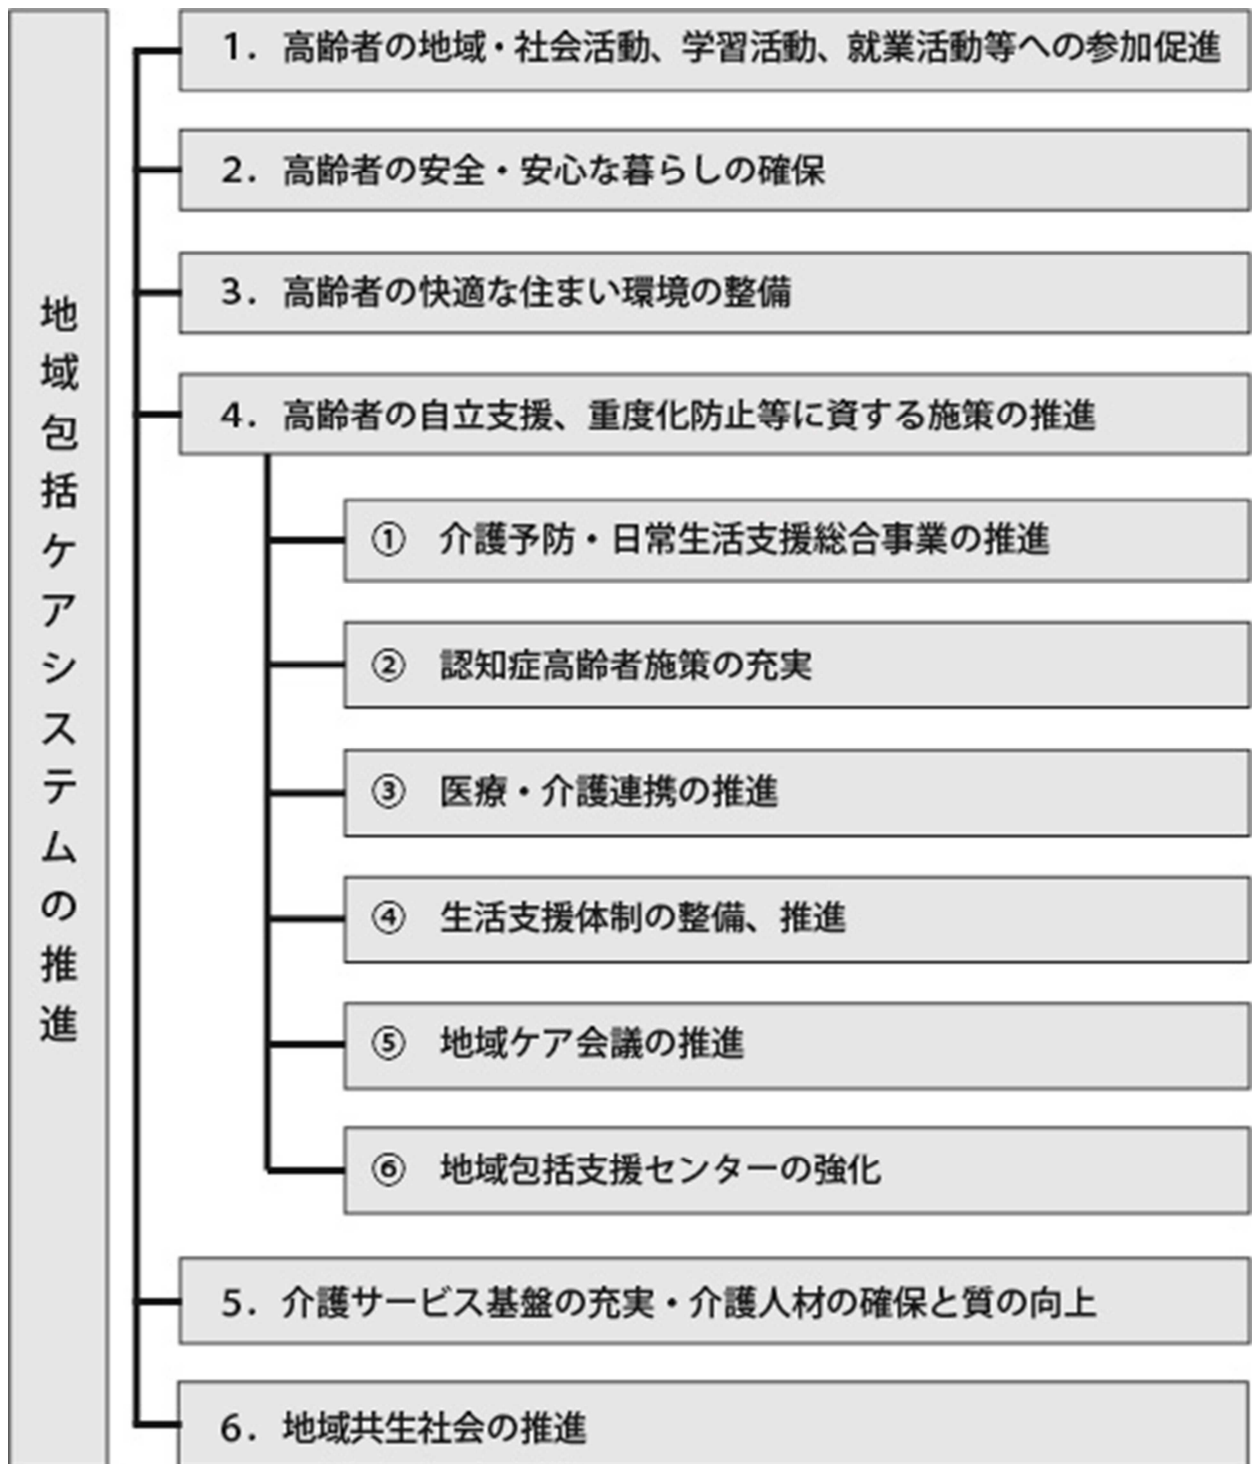 地域包括ケアシステムの推進
1. 高齢者の地域・社会活動、学習活動、就業活動等への参加促進
2. 高齢者の安全・安心な暮らしの確保
3. 高齢者の快適な住まい環境の整備
4. 高齢者の自立支援、重度化防止等に資する施策の推進
① 介護予防・日常生活支援総合事業の推進
② 認知症高齢者施策の充実
③ 医療・介護連携の推進
④ 生活支援体制の整備、推進
⑤ 地域ケア会議の推進
⑥ 地域包括支援センターの強化
5. 介護サービス基盤の充実・介護人材の確保と質の向上
6. 地域共生社会の推進